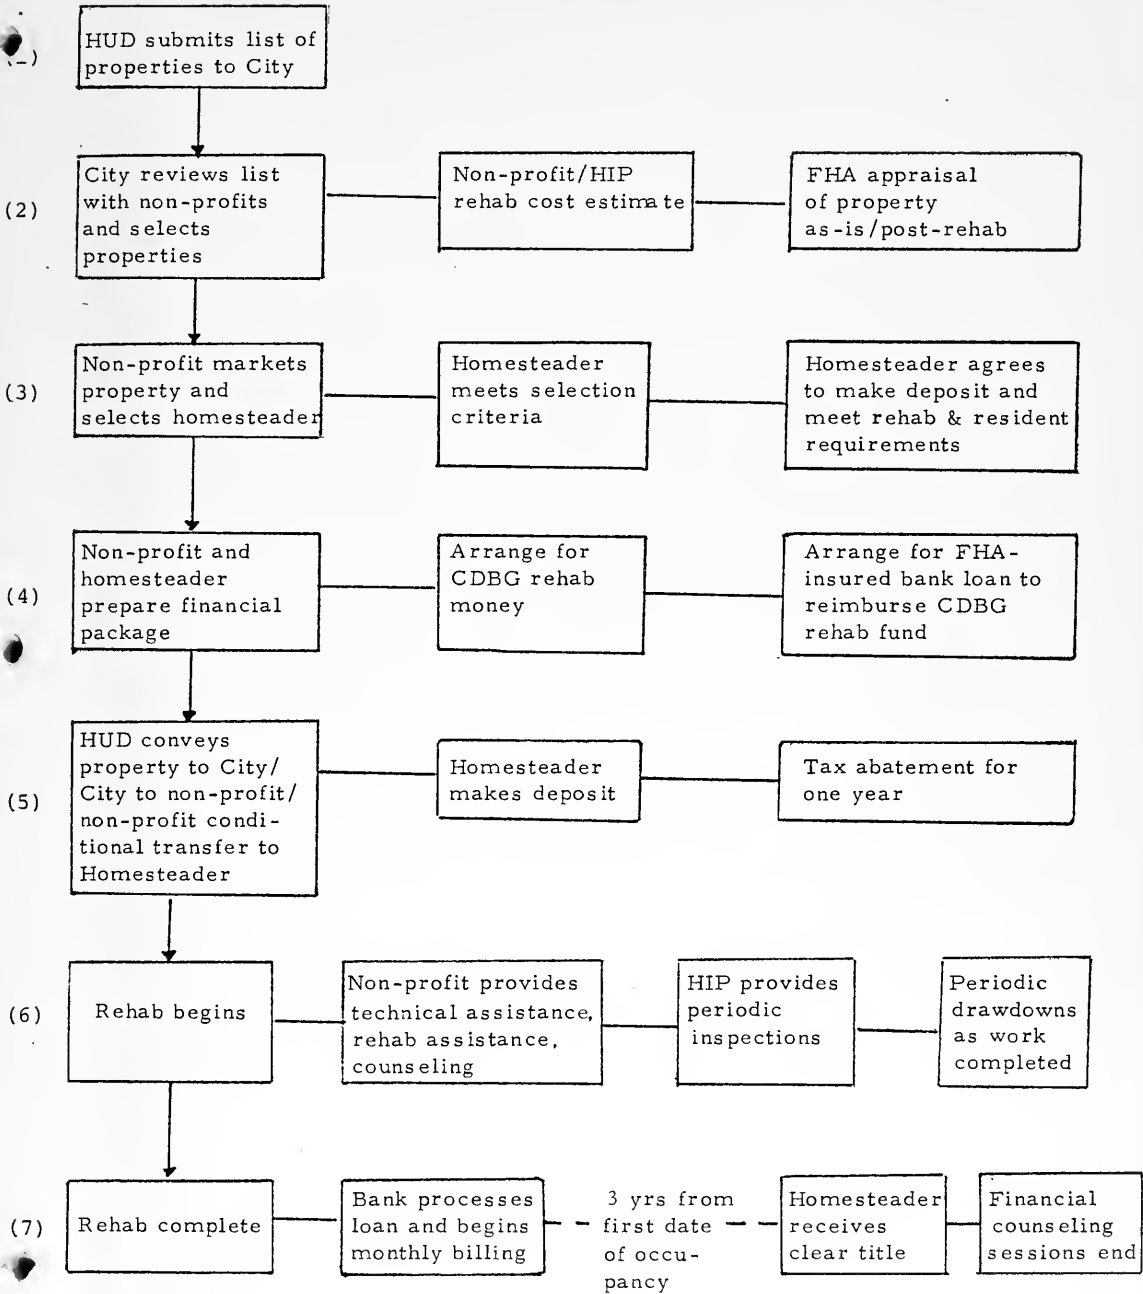 HUD submits list of
properties to City
(2)
City reviews list
with non-profits
and selects
properties
Non-profit/HIP
rehab cost estimate
FHA appraisal
of property
as-is/post-rehab
(3)
Non-profit markets
property and
selects homesteader
Homesteader
meets selection
criteria
Homesteader agrees
to make deposit and
meet rehab & resident
requirements
(4)
Non-profit and
homesteader
prepare financial
package
Arrange for
CDBG rehab
money
Arrange for FHA-
insured bank loan to
reimburse CDBG
rehab fund
(5)
HUD conveys
property to City/
City to non-profit/
non-profit condi-
tional transfer to
Homesteader
Homesteader
makes deposit
Tax abatement for
one year
(6)
Rehab begins
Non-profit provides
technical assistance,
rehab assistance,
counseling
HIP provides
periodic
inspections
Periodic
drawdowns
as work
completed
(7)
Rehab complete
Bank processes
loan and begins
monthly billing
3 yrs from
first date
of occu-
pancy
Homesteader
receives
clear title
Financial
counseling
sessions end